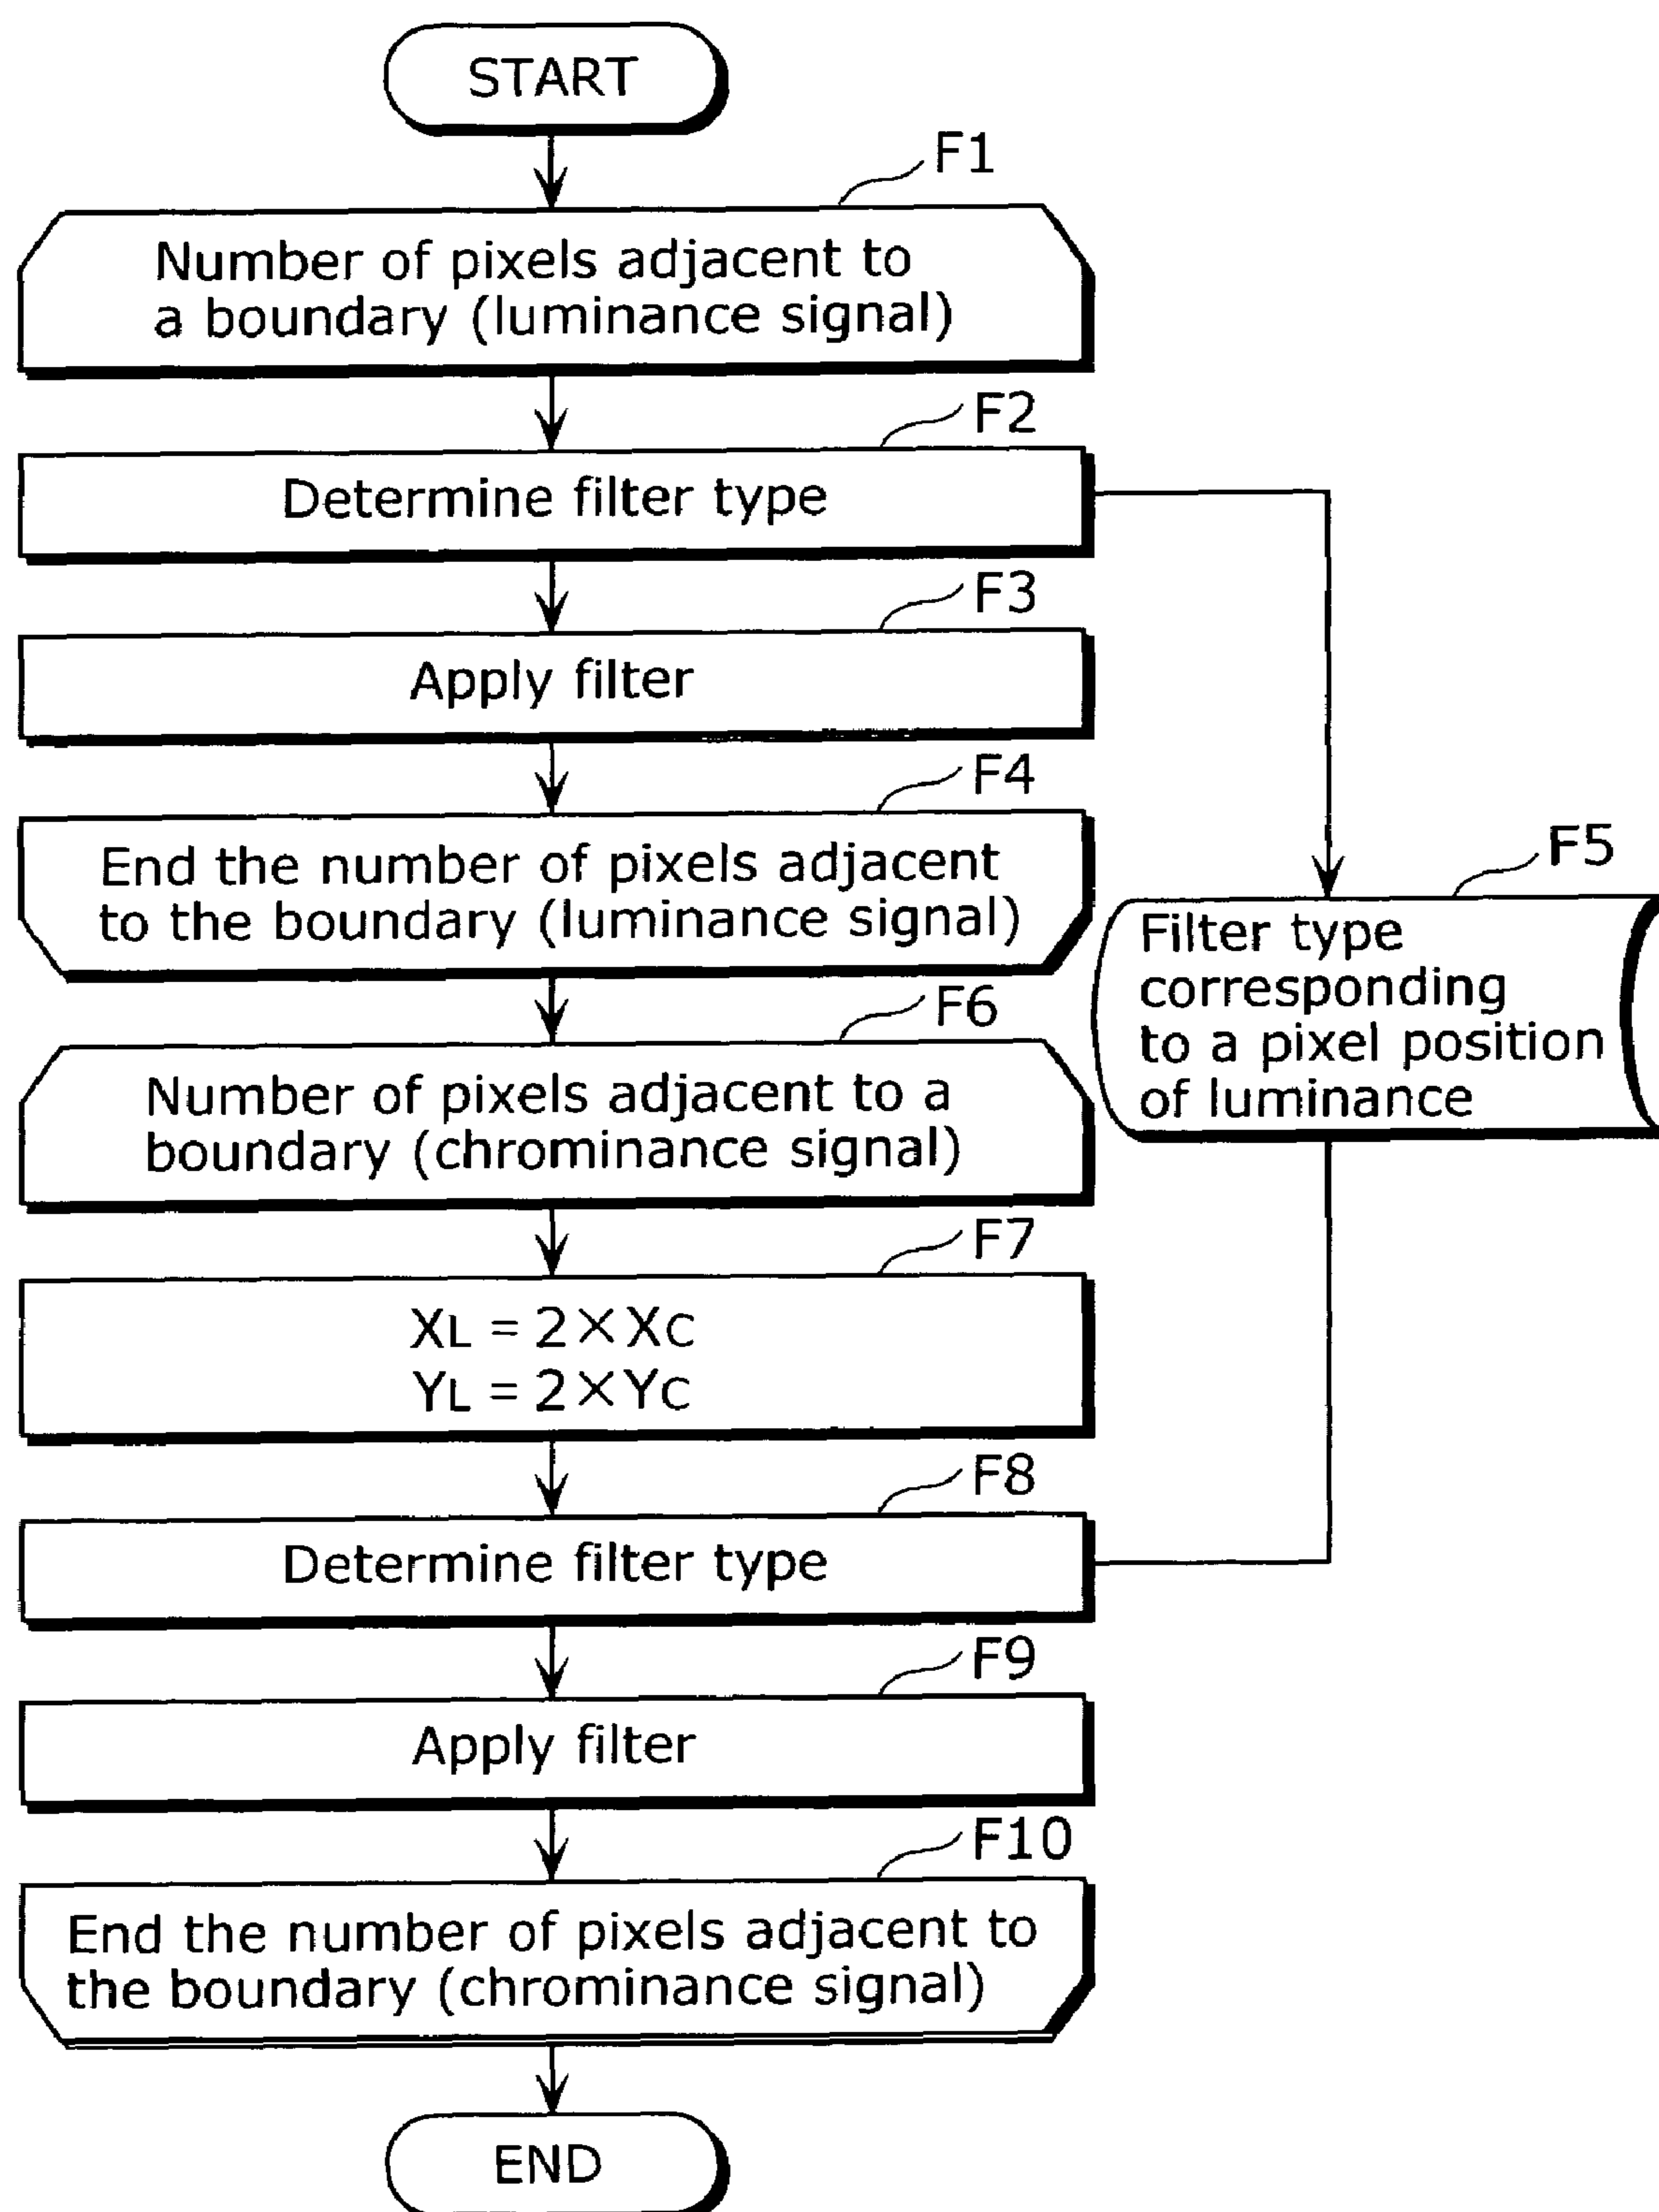 START
F1
Number of pixels adjacent to
a boundary (luminance signal)
F2
Determine filter type
F3
Apply filter
F4
End the number of pixels adjacent
to the boundary (luminance signal)
F5
Filter type
corresponding
to a pixel position
of luminance
F6
Number of pixels adjacent to a
boundary (chrominance signal)
F7
XL = 2×XC
YL = 2×YC
F8
Determine filter type
F9
Apply filter
F10
End the number of pixels adjacent to
the boundary (chrominance signal)
END